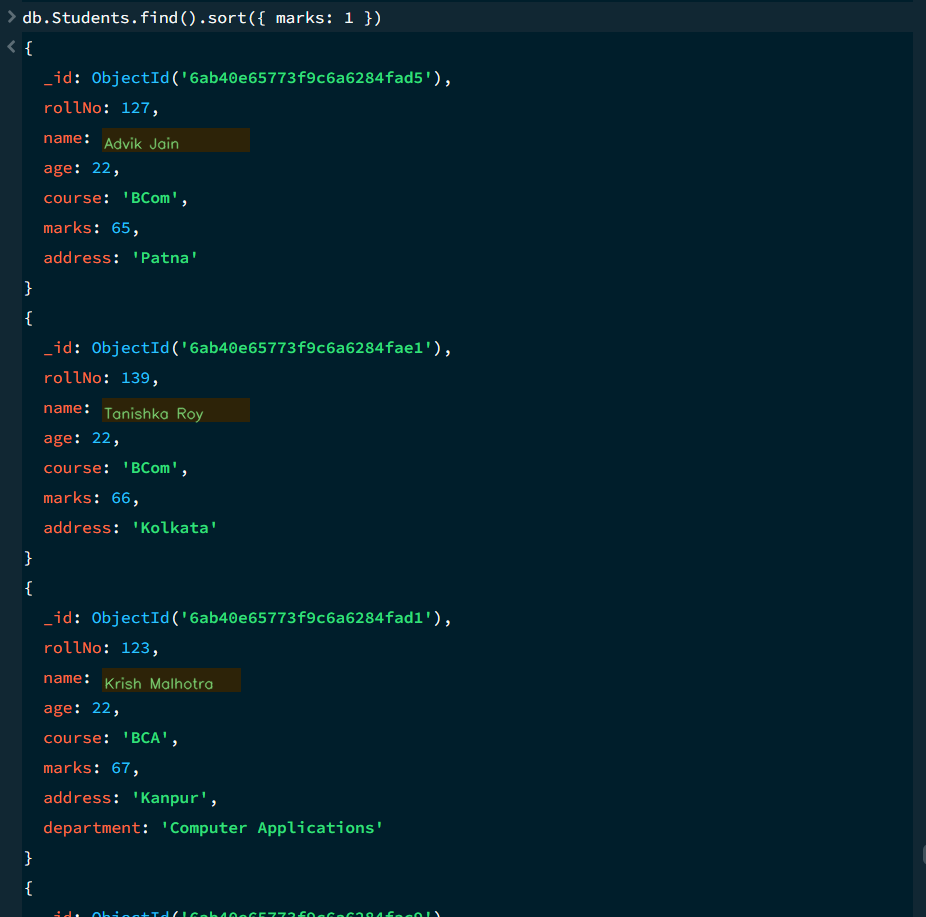 db.Students.find().sort({ marks: 1 })
{
_id: ObjectId('6ab40e65773f9c6a6284fad5'),
rollNo: 127,
name: Advik Jain
age: 22,
course: 'BCom',
marks: 65,
address: 'Patna'
}
{
_id: ObjectId('6ab40e65773f9c6a6284fae1'),
rollNo: 139,
name: Tanishka Roy
age: 22,
course: 'BCom',
marks: 66,
address: 'Kolkata'
}
{
_id: ObjectId('6ab40e65773f9c6a6284fad1'),
rollNo: 123,
name: Krish Malhotra
age: 22,
course: 'BCA',
marks: 67,
address: 'Kanpur',
department: 'Computer Applications'
}
{